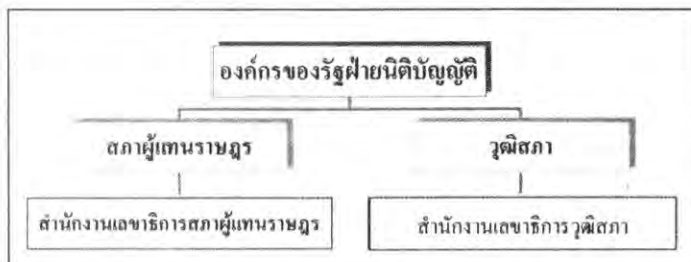 องค์กรของรัฐฝ่ายนิติบัญญัติ
สภาผู้แทนราษฎร
วุฒิสภา
สำนักงานเลขาธิการสภาผู้แทนราษฎร
สำนักงานเลขาธิการวุฒิสภา